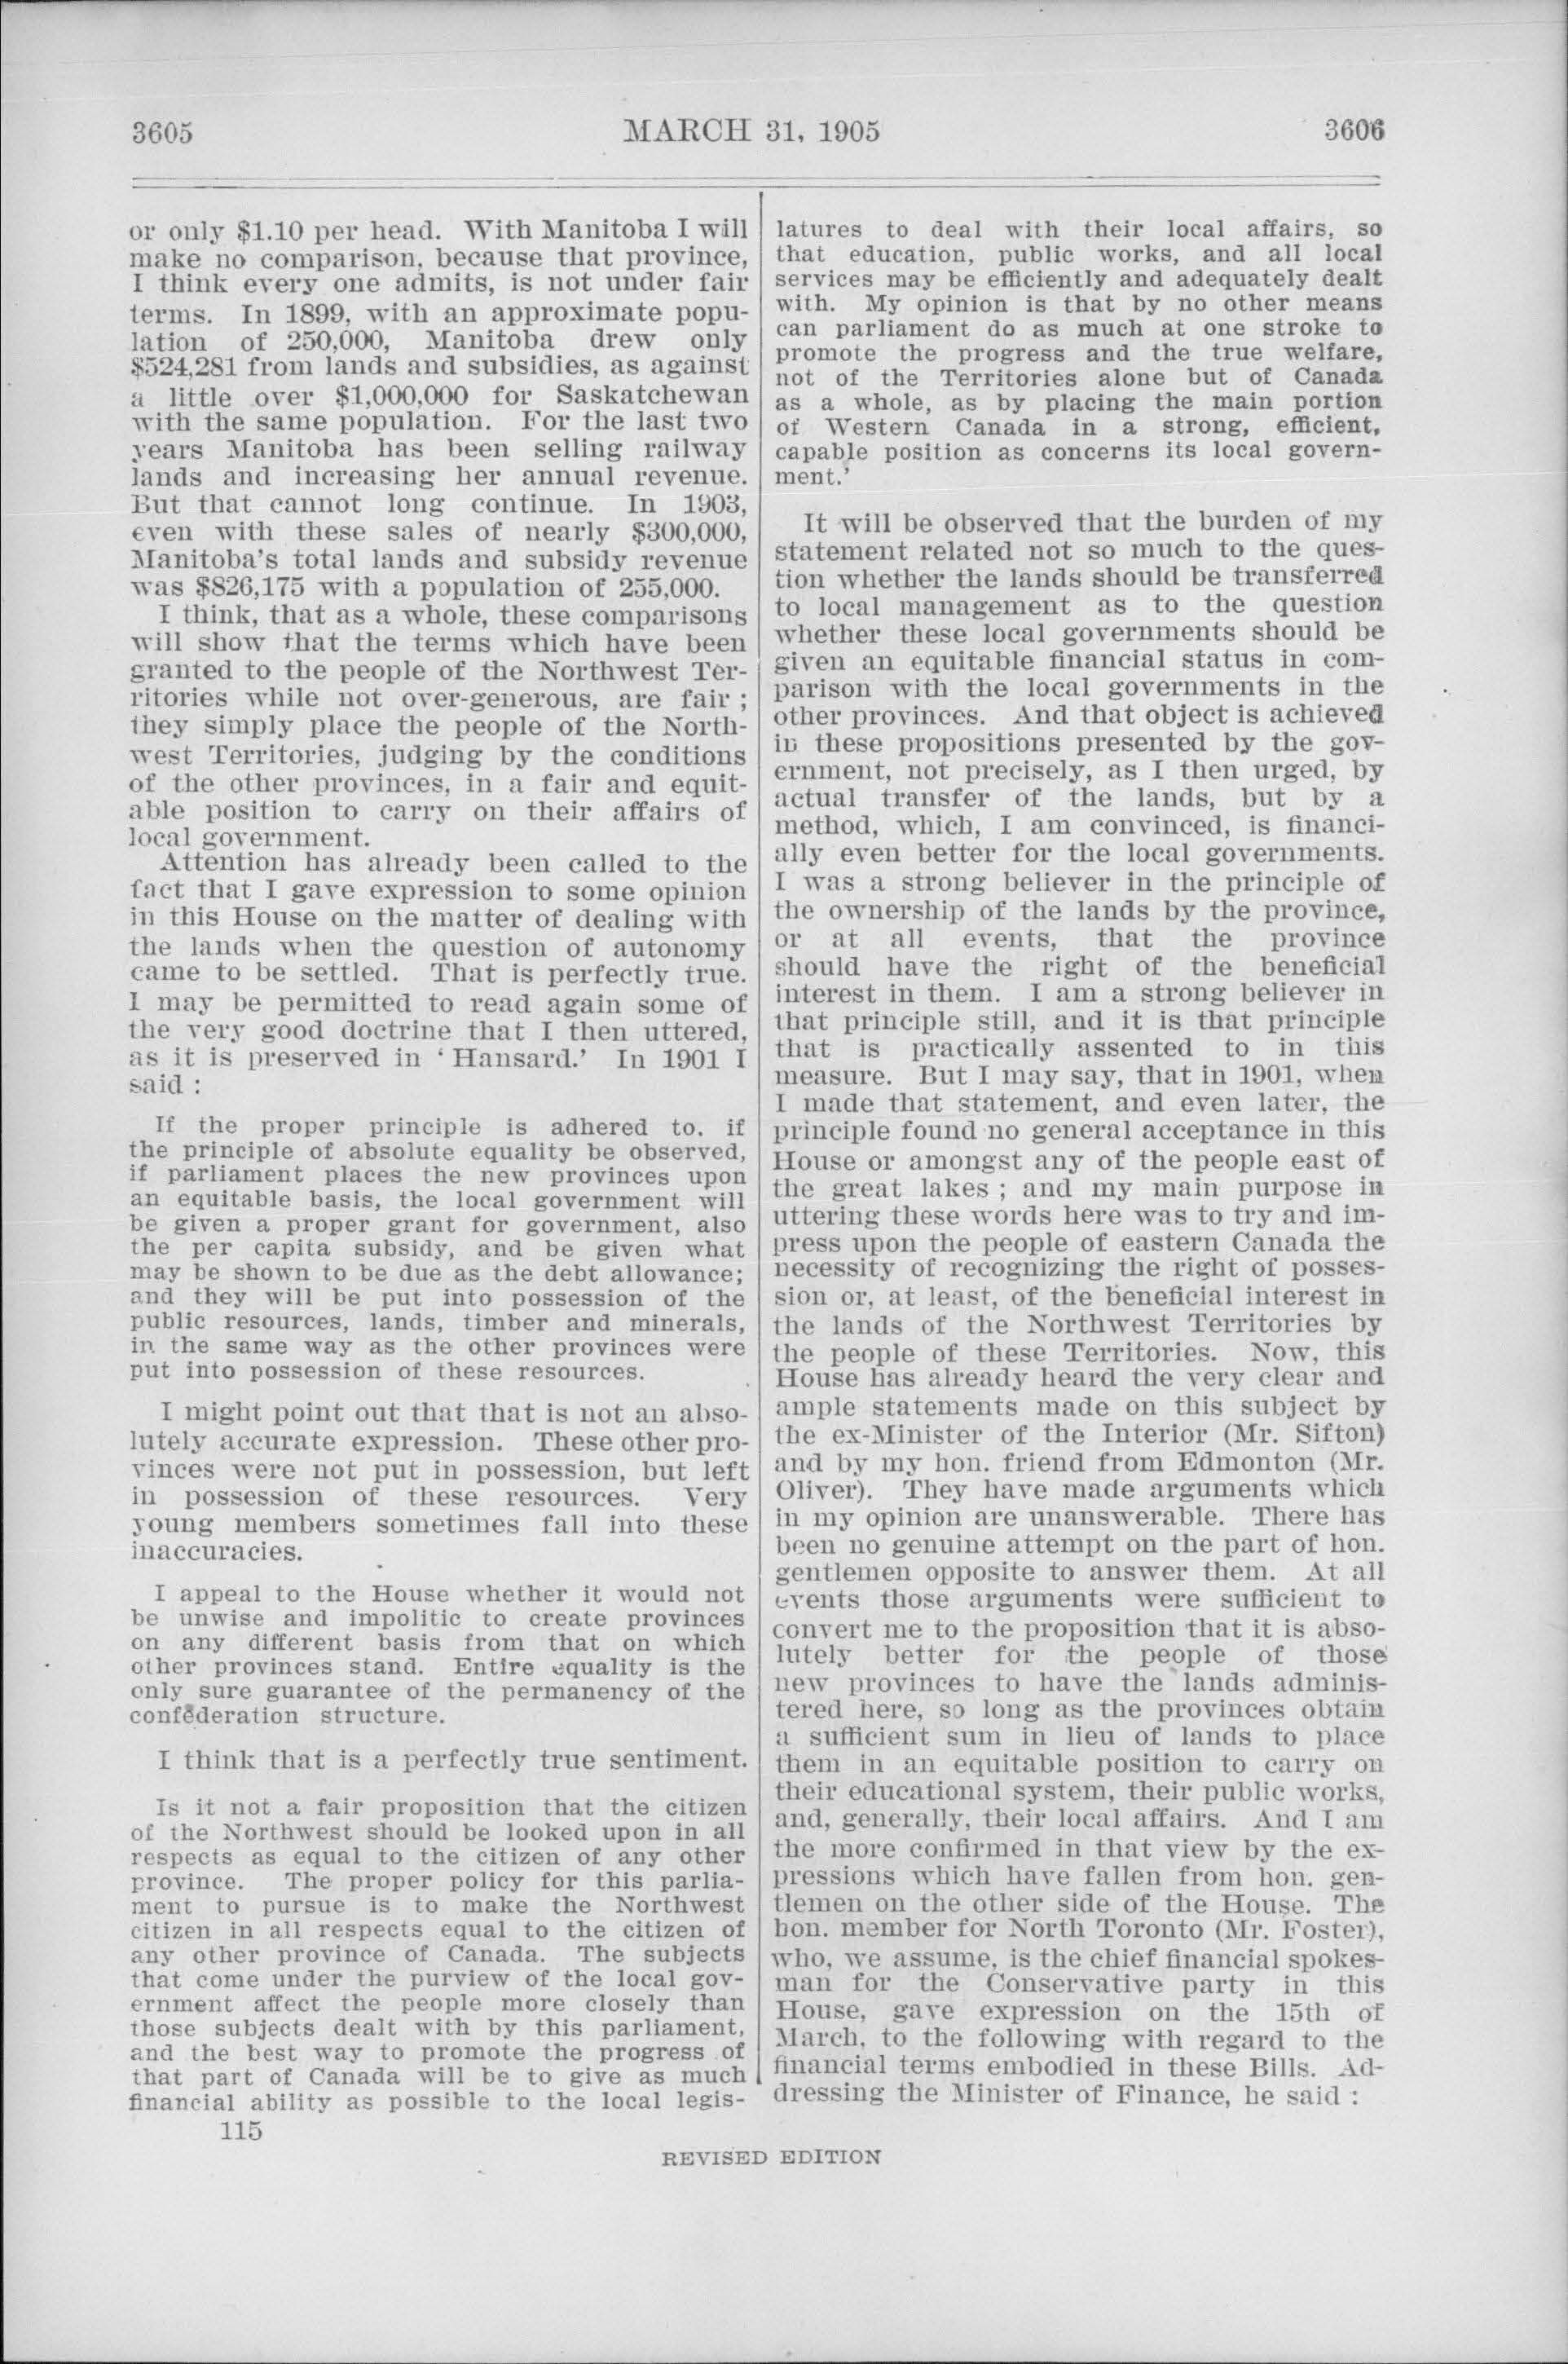 3605
MARCH 31, 1905
3606
or only $1.10 per head. With Manitoba I will
make no comparison, because that province,
I think every one admits, is not under fair
terms. In 1899, with an approximate popu-
lation of 250,000, Manitoba drew only
$524,281 from lands and subsidies, as against
a little over $1,000,000 for Saskatchewan
with the same population. For the last two
years Manitoba has been selling railway
lands and increasing her annual revenue.
But that cannot long continue. In 1903,
even with these sales of nearly $300,000,
Manitoba's total lands and subsidy revenue
was $826,175 with a population of 255,000.
I think, that as a whole, these comparisons
will show that the terms which have been
granted to the people of the Northwest Ter-
ritories while not over-generous, are fair ;
they simply place the people of the North-
west Territories, judging by the conditions
of the other provinces, in a fair and equit-
able position to carry on their affairs of
local government.
Attention has already been called to the
fact that I gave expression to some opinion
in this House on the matter of dealing with
the lands when the question of autonomy
came to be settled. That is perfectly true.
I may be permitted to read again some of
the very good doctrine that I then uttered,
as it is preserved in ' Hansard.' In 1901 I
said :
If the proper principle is adhered to, if
the principle of absolute equality be observed,
if parliament places the new provinces upon
an equitable basis, the local government will
be given a proper grant for government, also
the per capita subsidy, and be given what
may be shown to be due as the debt allowance;
and they will be put into possession of the
public resources, lands, timber and minerals,
in the same way as the other provinces were
put into possession of these resources.
I might point out that that is not an abso-
lutely accurate expression. These other pro-
vinces were not put in possession, but left
in possession of these resources. Very
young members sometimes fall into these
inaccuracies.
I appeal to the House whether it would not
be unwise and impolitic to create provinces
on any different basis from that on which
other provinces stand. Entire equality is the
only sure guarantee of the permanency of the
confederation structure.
I think that is a perfectly true sentiment.
Is it not a fair proposition that the citizen
of the Northwest should be looked upon in all
respects as equal to the citizen of any other
province. The proper policy for this parlia-
ment to pursue is to make the Northwest
citizen in all respects equal to the citizen of
any other province of Canada. The subjects
that come under the purview of the local gov-
ernment affect the people more closely than
those subjects dealt with by this parliament,
and the best way to promote the progress of
that part of Canada will be to give as much
financial ability as possible to the local legis-
115
latures to deal with their local affairs, so
that education, public works, and all local
services may be efficiently and adequately dealt
with. My opinion is that by no other means
can parliament do as much at one stroke to
promote the progress and the true welfare,
not of the Territories alone but of Canada
as a whole, as by placing the main portion
of Western Canada in a strong, efficient,
capable position as concerns its local govern-
ment.'
It will be observed that the burden of my
statement related not so much to the ques-
tion whether the lands should be transferred
to local management as to the question
whether these local governments should be
given an equitable financial status in com-
parison with the local governments in the
other provinces. And that object is achieved
in these propositions presented by the gov-
ernment, not precisely, as I then urged, by
actual transfer of the lands, but by a
method, which, I am convinced, is financi-
ally even better for the local governments.
I was a strong believer in the principle of
the ownership of the lands by the province,
or at all events, that the province
should have the right of the beneficial
interest in them. I am a strong believer in
that principle still, and it is that principle
that is practically assented to in this
measure. But I may say, that in 1901, when
I made that statement, and even later, the
principle found no general acceptance in this
House or amongst any of the people east of
the great lakes ; and my main purpose in
uttering these words here was to try and im-
press upon the people of eastern Canada the
necessity of recognizing the right of posses-
sion or, at least, of the beneficial interest in
the lands of the Northwest Territories by
the people of these Territories. Now, this
House has already heard the very clear and
ample statements made on this subject by
the ex-Minister of the Interior (Mr. Sifton)
and by my hon. friend from Edmonton (Mr.
Oliver). They have made arguments which
in my opinion are unanswerable. There has
been no genuine attempt on the part of hon.
gentlemen opposite to answer them. At all
events those arguments were sufficient to
convert me to the proposition that it is abso-
lutely better for the people of those
new provinces to have the lands adminis-
tered here, so long as the provinces obtain
a sufficient sum in lieu of lands to place
them in an equitable position to carry on
their educational system, their public works,
and, generally, their local affairs. And I am
the more confirmed in that view by the ex-
pressions which have fallen from hon. gen-
tlemen on the other side of the House. The
hon. member for North Toronto (Mr. Foster),
who, we assume, is the chief financial spokes-
man for the Conservative party in this
House, gave expression on the 15th of
March, to the following with regard to the
financial terms embodied in these Bills. Ad-
dressing the Minister of Finance, he said :
REVISED EDITION